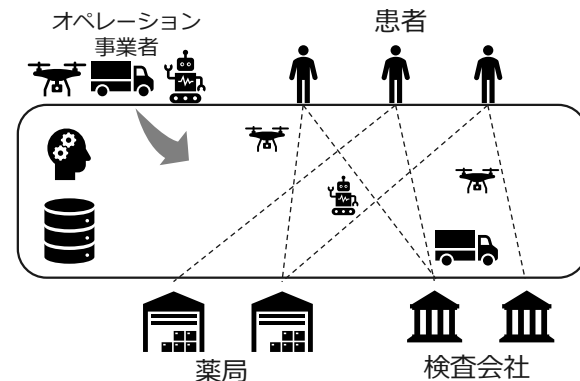 オペレーション
事業者
患者
薬局
検査会社